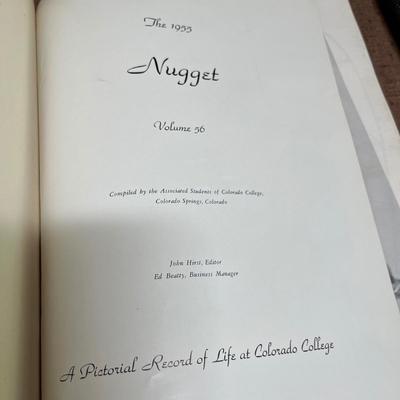 The 1955
Nugget
Volume 56
Compiled by the Associated Students of Colorado College,
Colorado Springs, Colorado
John Hirst, Editor
Ed Beatty, Business Manager
A Pictorial Record of Life at Colorado College